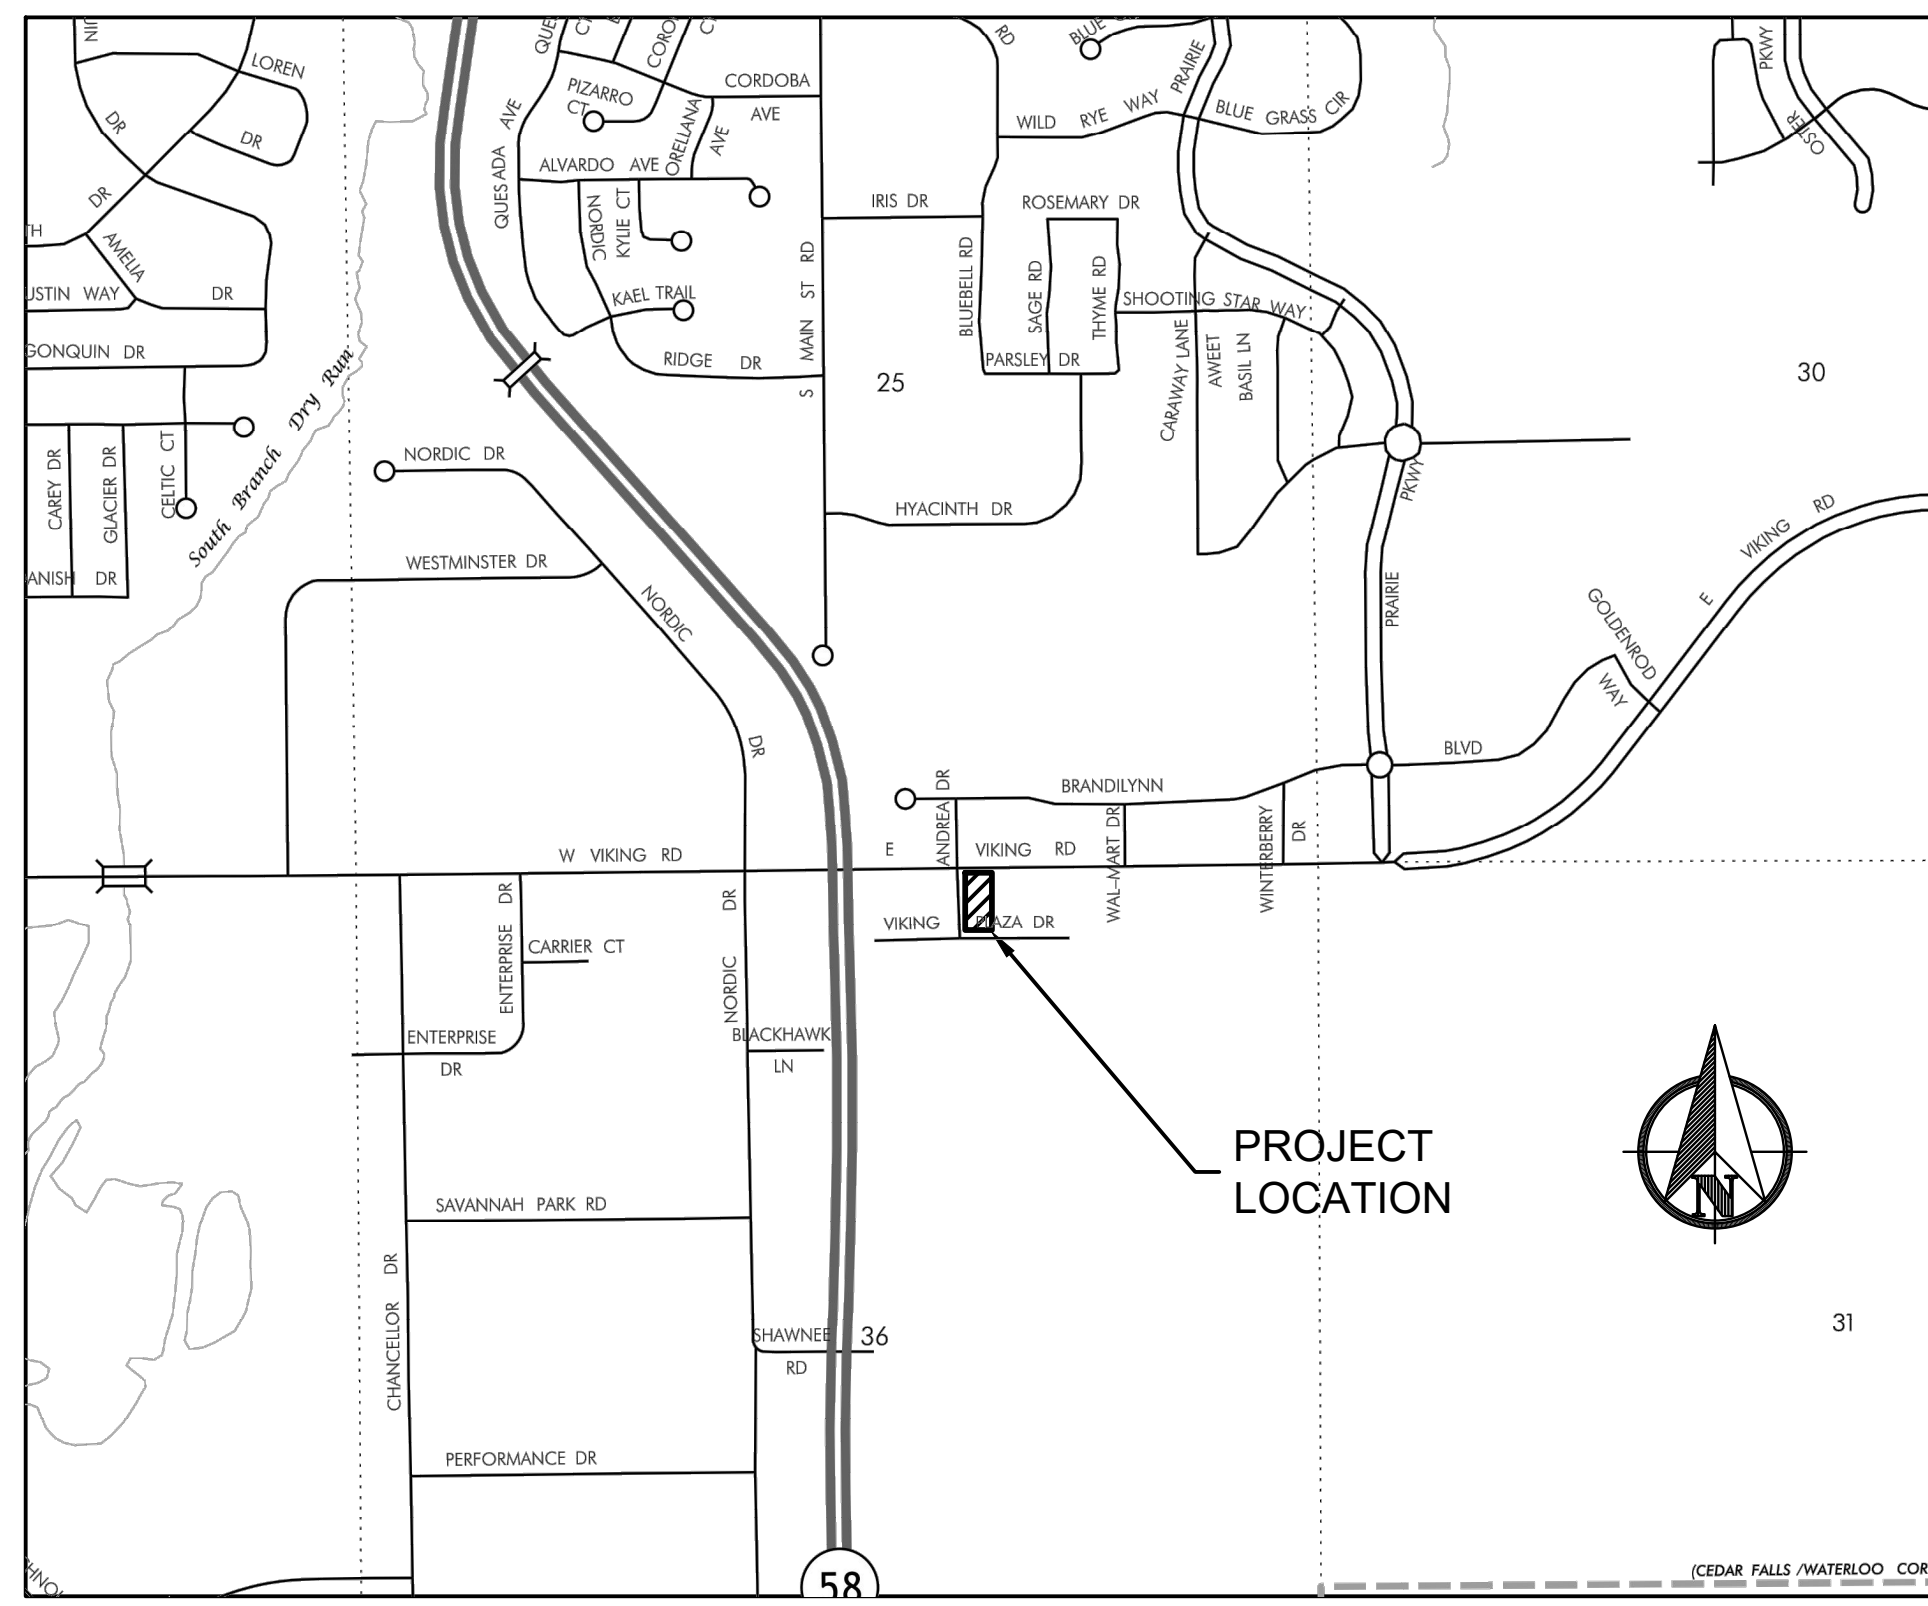 LOREN
DR
DR
DR
AMELIA
WAY
DR
DR
CAREY DR
GLACIER DR
CELTIC CT
DR
South Branch Dry Run
CT
PIZARRO
CT
CORDOBA
AVE
ORELLANA
AVE
QUESADA
AVE
ALVARDO AVE
NORDIC
KYLIE CT
KAEL TRAIL
RIDGE DR
S MAIN ST RD
IRIS DR
RD
BLUE
PRAIRIE
WILD RYE WAY
BLUE GRASS CIR
ROSEMARY DR
BLUEBELL RD
SAGE RD
THYME RD
SHOOTING STAR WAY
PARSLEY DR
CARAWAY LANE
AWEET
BASIL LN
25
30
PKWY
OSTER
NORDIC DR
HYACINTH DR
PKWY
PRAIRIE
WESTMINSTER DR
NORDIC
DR
E VIKING RD
GOLDENROD
WAY
BLVD
BRANDILYNN
ANDREA DR
WAL–MART DR
WINTERBERRY
DR
W VIKING RD
E VIKING RD
VIKING PLAZA DR
ENTERPRISE DR
CARRIER CT
NORDIC DR
ENTERPRISE
DR
BLACKHAWK
LN
PROJECT
LOCATION
N
SAVANNAH PARK RD
CHANCELLOR DR
SHAWNEE
RD
36
31
PERFORMANCE DR
58
(CEDAR FALLS /WATERLOO